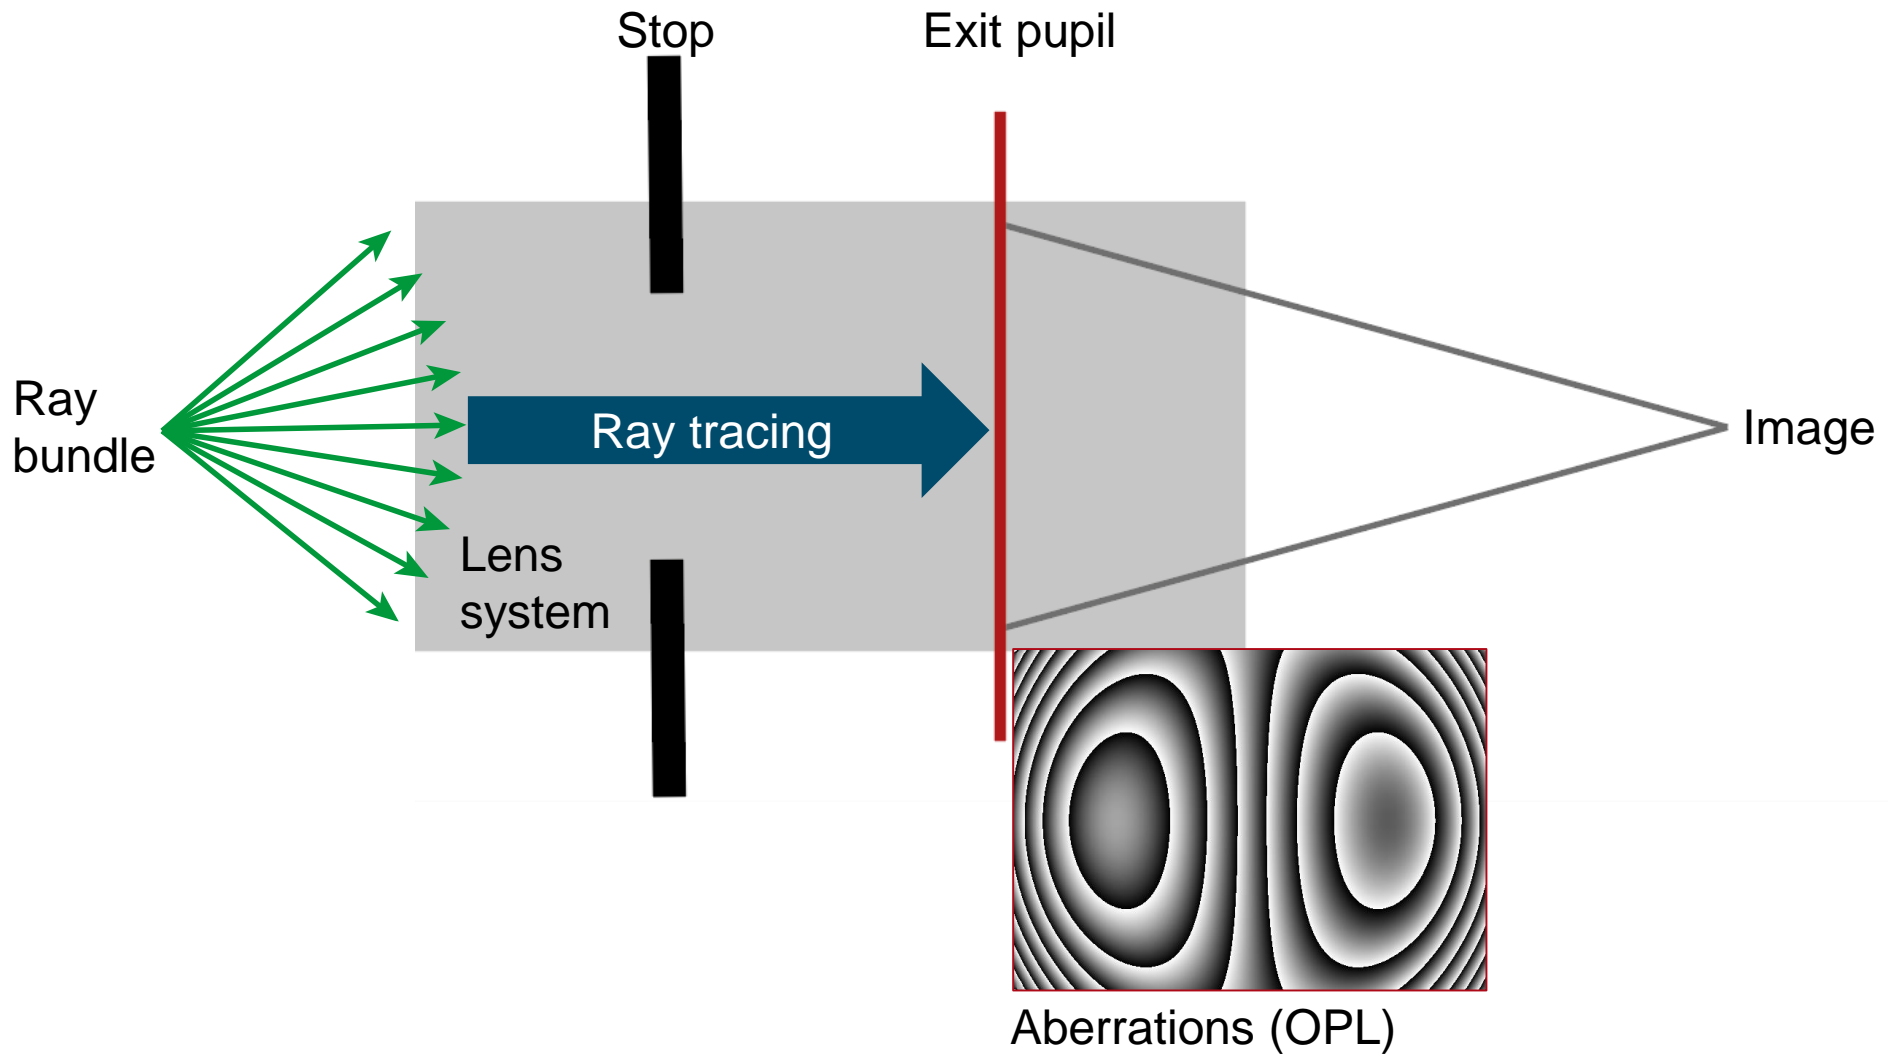 Stop
Exit pupil
Ray
bundle
Ray tracing
Image
Lens
system
Aberrations (OPL)